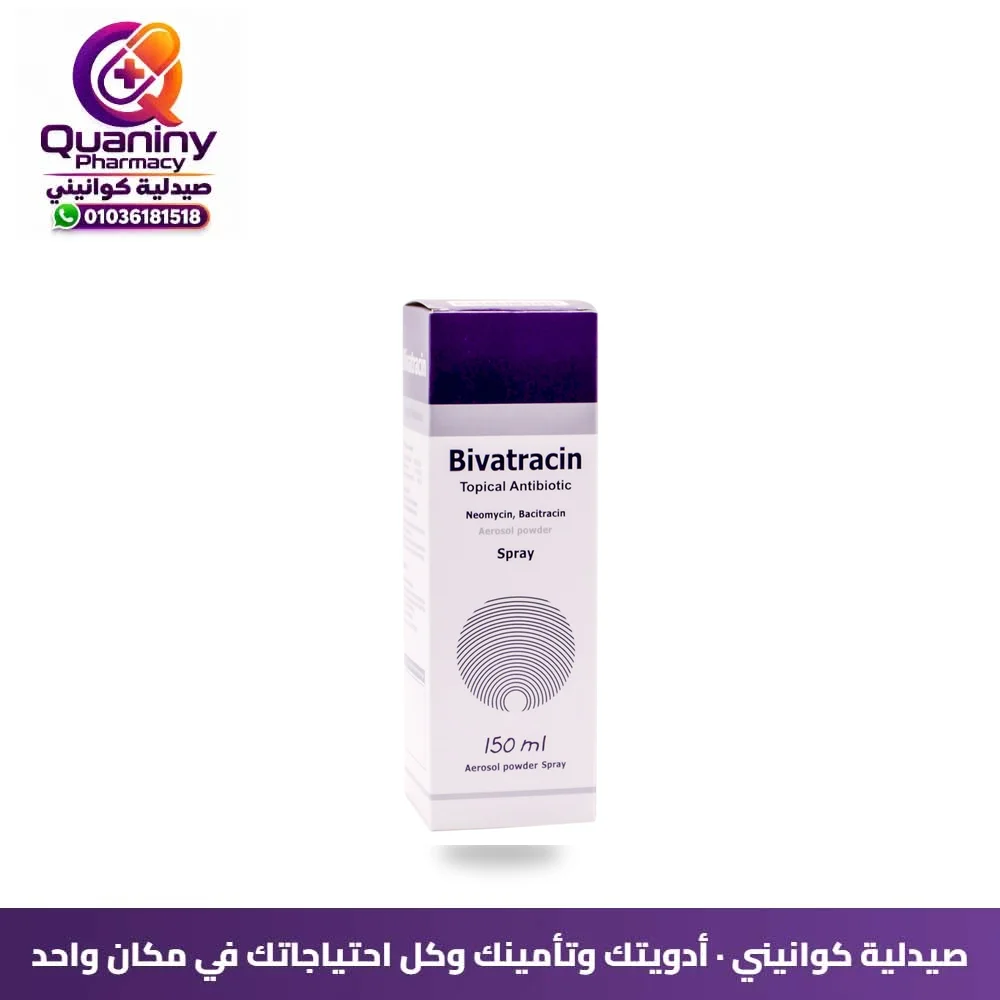 Quaniny
Pharmacy
صيدلية كوانيني
01036181518
Bivatracin
Bivatracin
Topical Antibiotic
Neomycin, Bacitracin
Aerosol powder
Spray
150 ml
Aerosol powder Spray
صيدلية كوانيني • أدويتك وتأمينك وكل احتياجاتك في مكان واحد